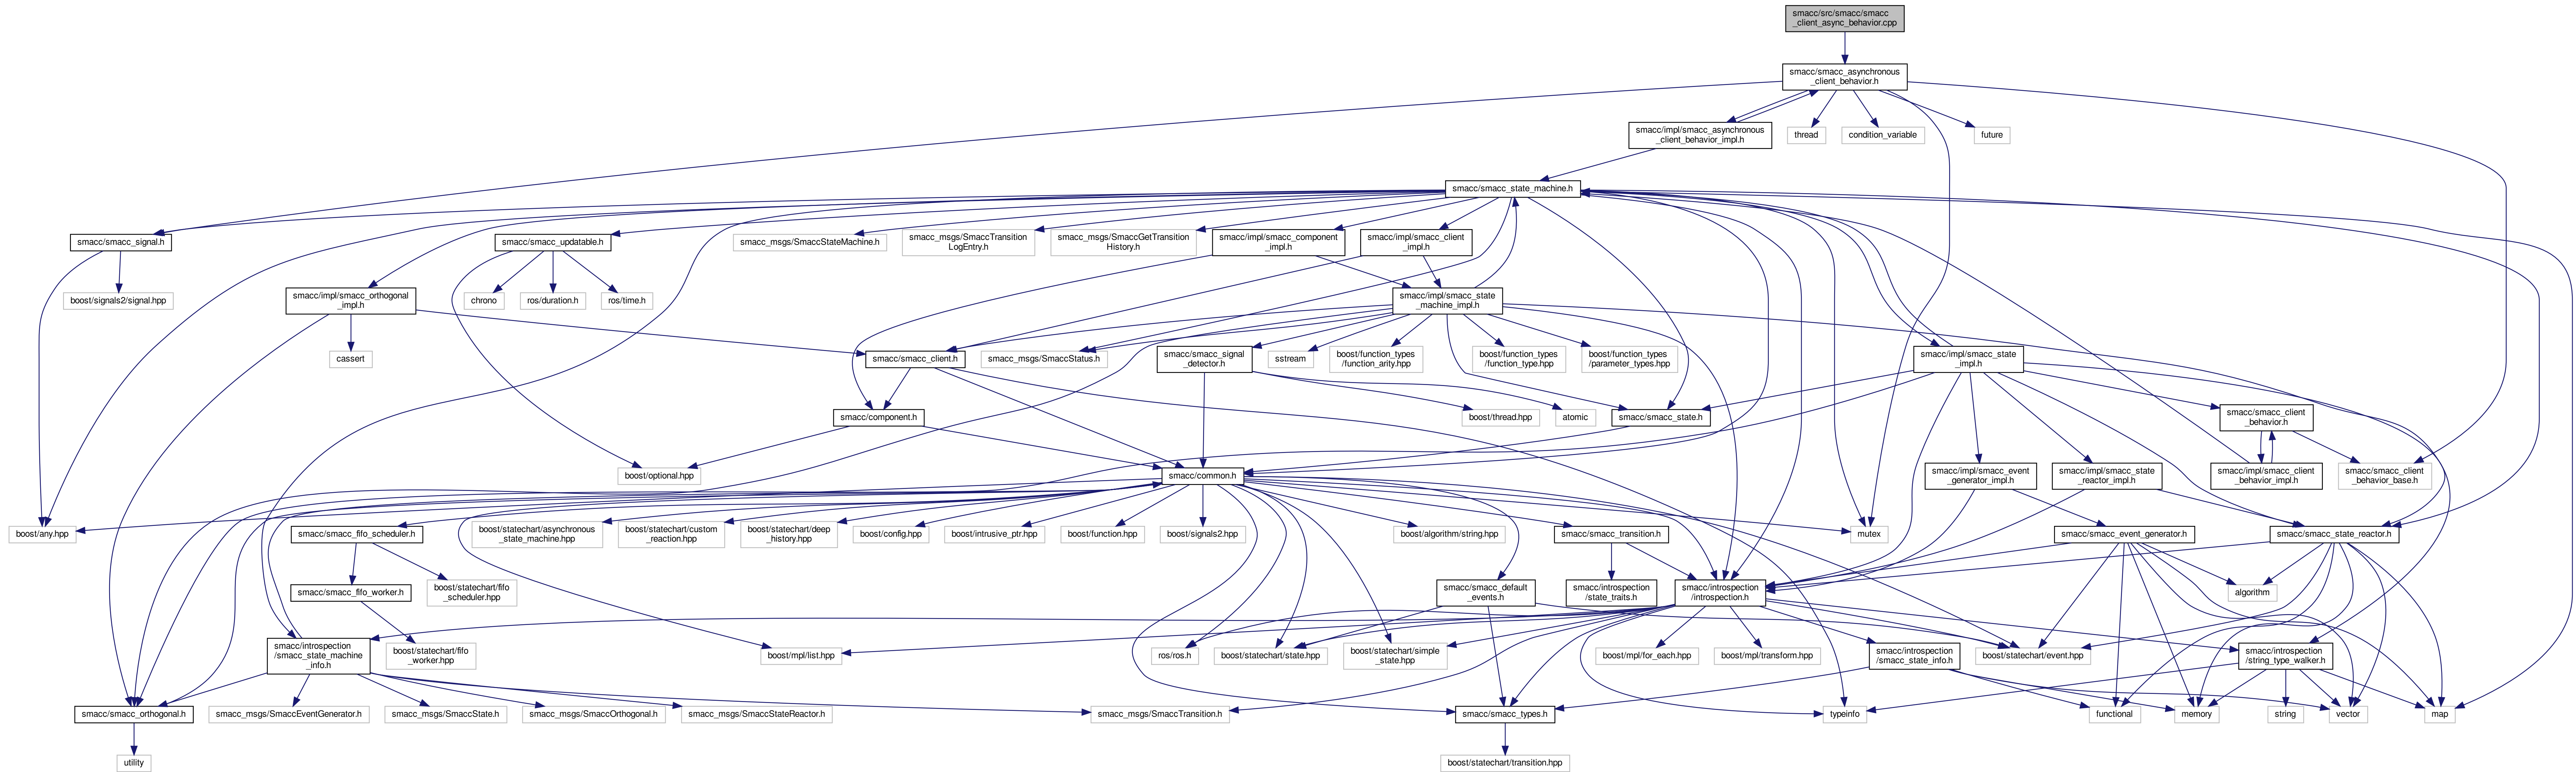 smacc/src/smacc/smacc
_client_async_behavior.cpp
smacc/smacc_asynchronous
_client_behavior.h
smacc/impl/smacc_asynchronous
_client_behavior_impl.h
thread
condition_variable
future
smacc/smacc_state_machine.h
smacc/smacc_signal.h
smacc/smacc_updatable.h
smacc_msgs/SmaccStateMachine.h
smacc_msgs/SmaccTransition
LogEntry.h
smacc_msgs/SmaccGetTransition
History.h
smacc/impl/smacc_component
_impl.h
smacc/impl/smacc_client
_impl.h
boost/signals2/signal.hpp
smacc/impl/smacc_orthogonal
_impl.h
chrono
ros/duration.h
ros/time.h
smacc/impl/smacc_state
_machine_impl.h
cassert
smacc/smacc_client.h
smacc_msgs/SmaccStatus.h
smacc/smacc_signal
_detector.h
sstream
boost/function_types
/function_arity.hpp
boost/function_types
/function_type.hpp
boost/function_types
/parameter_types.hpp
smacc/impl/smacc_state
_impl.h
smacc/component.h
boost/thread.hpp
atomic
smacc/smacc_state.h
smacc/smacc_client
_behavior.h
boost/optional.hpp
smacc/common.h
smacc/impl/smacc_event
_generator_impl.h
smacc/impl/smacc_state
_reactor_impl.h
smacc/impl/smacc_client
_behavior_impl.h
smacc/smacc_client
_behavior_base.h
boost/any.hpp
smacc/smacc_fifo_scheduler.h
boost/statechart/asynchronous
_state_machine.hpp
boost/statechart/custom
_reaction.hpp
boost/statechart/deep
_history.hpp
boost/config.hpp
boost/intrusive_ptr.hpp
boost/function.hpp
boost/signals2.hpp
boost/algorithm/string.hpp
smacc/smacc_transition.h
mutex
smacc/smacc_event_generator.h
smacc/smacc_state_reactor.h
smacc/smacc_fifo_worker.h
boost/statechart/fifo
_scheduler.hpp
smacc/smacc_default
_events.h
smacc/introspection
/state_traits.h
smacc/introspection
/introspection.h
algorithm
smacc/introspection
/smacc_state_machine
_info.h
boost/statechart/fifo
_worker.hpp
boost/mpl/list.hpp
ros/ros.h
boost/statechart/state.hpp
boost/statechart/simple
_state.hpp
boost/mpl/for_each.hpp
boost/mpl/transform.hpp
smacc/introspection
/smacc_state_info.h
boost/statechart/event.hpp
smacc/introspection
/string_type_walker.h
smacc/smacc_orthogonal.h
smacc_msgs/SmaccEventGenerator.h
smacc_msgs/SmaccState.h
smacc_msgs/SmaccOrthogonal.h
smacc_msgs/SmaccStateReactor.h
smacc_msgs/SmaccTransition.h
smacc/smacc_types.h
typeinfo
functional
memory
string
vector
map
utility
boost/statechart/transition.hpp